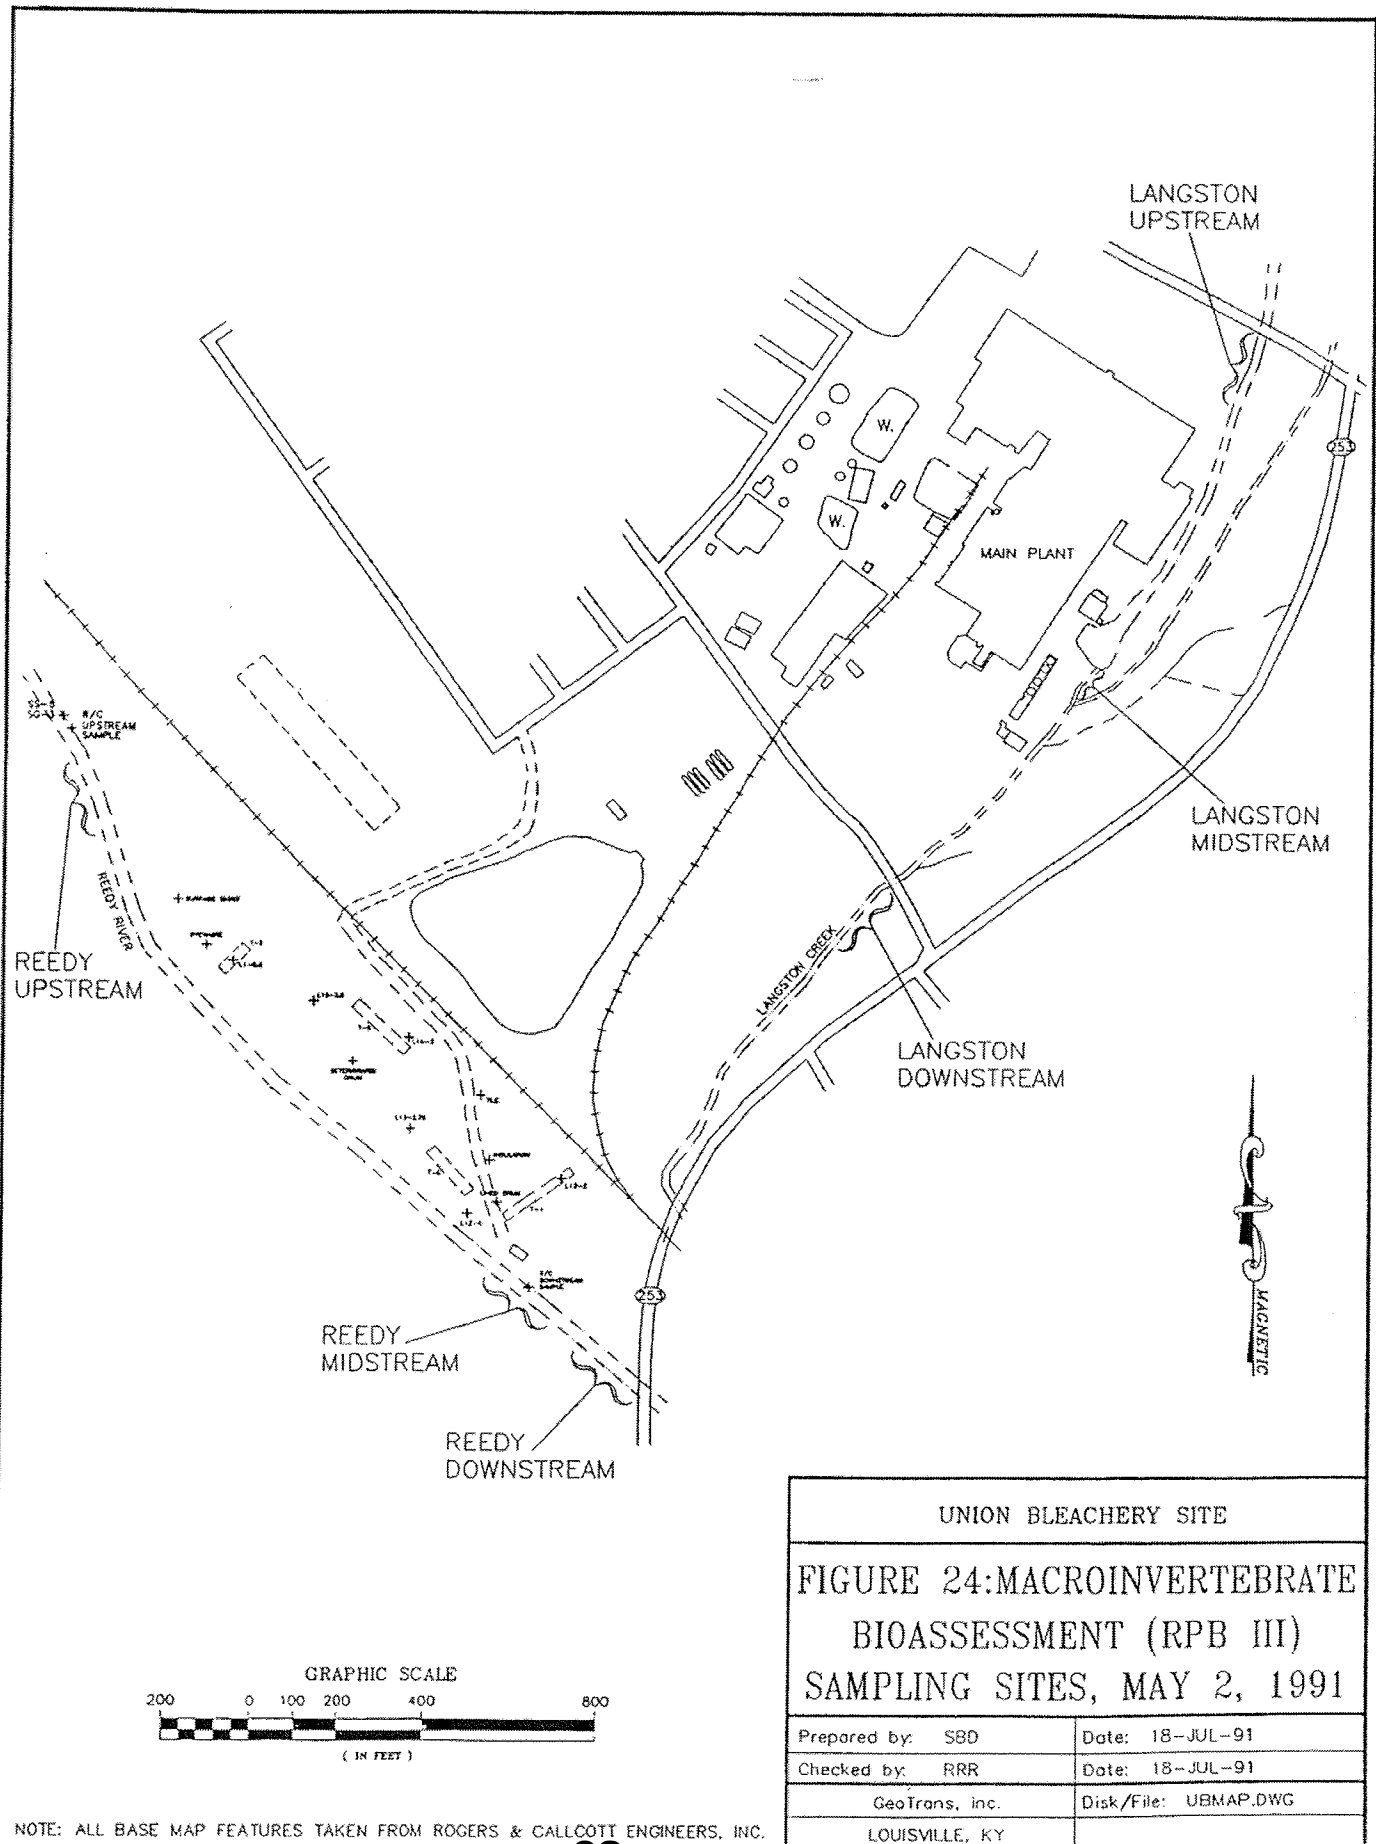 LANGSTON
UPSTREAM
253
W.
W.
MAIN PLANT
R/C
UPSTREAM
SAMPLE
LANGSTON
MIDSTREAM
REEDY RIVER
REEDY
UPSTREAM
LANGSTON CREEK
LANGSTON
DOWNSTREAM
253
REEDY
MIDSTREAM
REEDY
DOWNSTREAM
MAGNETIC
UNION BLEACHERY SITE
FIGURE 24:MACROINVERTEBRATE
BIOASSESSMENT (RPB III)
SAMPLING SITES, MAY 2, 1991
Prepared by: SBD Date: 18-JUL-91
Checked by: RRR Date: 18-JUL-91
GeoTrans, inc. Disk/File: UBMAP.DWG
LOUISVILLE, KY
GRAPHIC SCALE
200 0 100 200 400 800
( IN FEET )
NOTE: ALL BASE MAP FEATURES TAKEN FROM ROGERS & CALLCOTT ENGINEERS, INC.